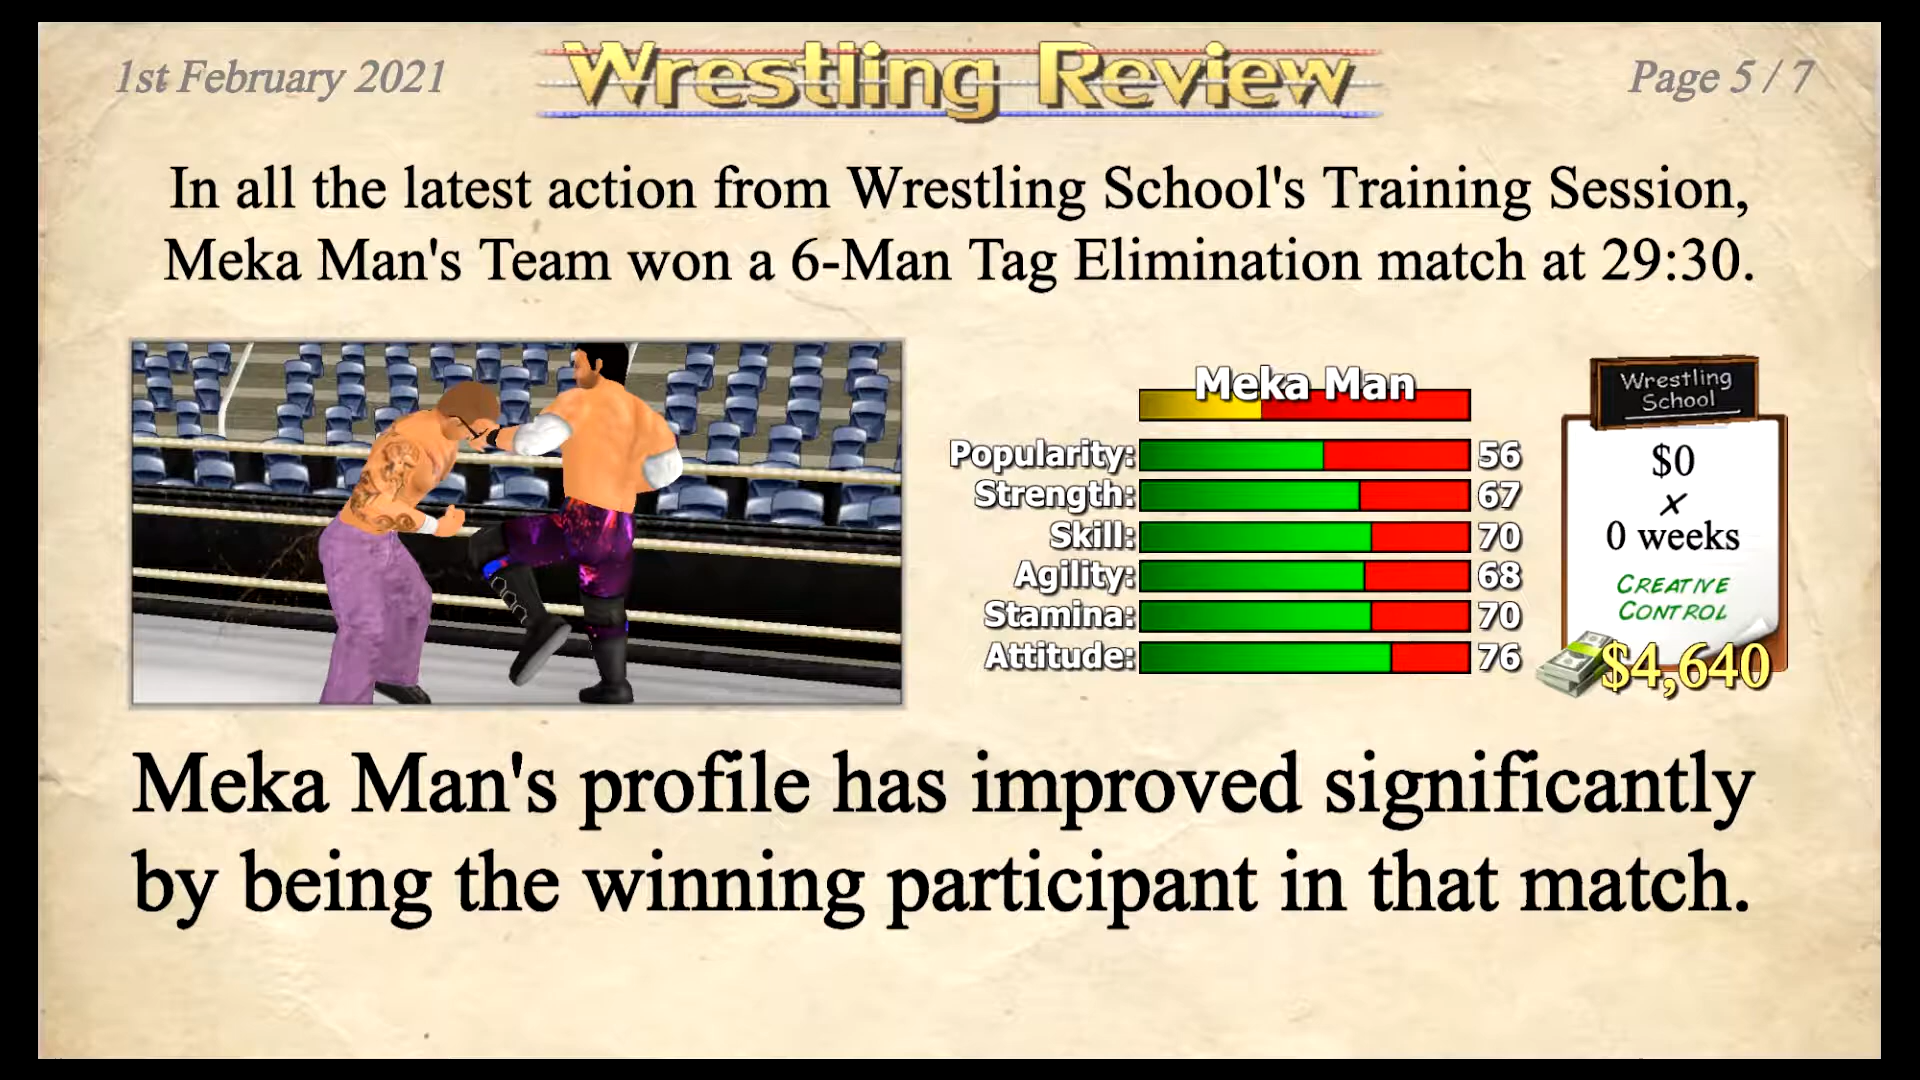 1st February 2021
Wrestling Review
Page 5 / 7
In all the latest action from Wrestling School's Training Session,
Meka Man's Team won a 6-Man Tag Elimination match at 29:30.
Meka Man
Popularity: 56
Strength: 67
Skill: 70
Agility: 68
Stamina: 70
Attitude: 76
Wrestling
School
$0
x
0 weeks
CREATIVE
CONTROL
$4,640
Meka Man's profile has improved significantly
by being the winning participant in that match.